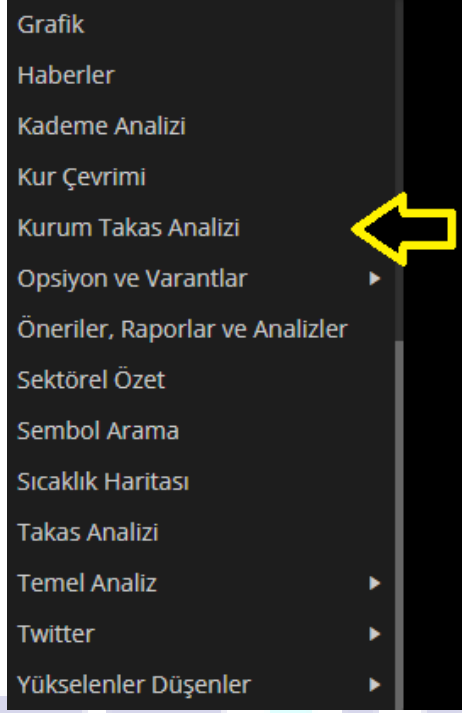 Grafik
Haberler
Kademe Analizi
Kur Çevrimi
Kurum Takas Analizi
Opsiyon ve Varantlar
Öneriler, Raporlar ve Analizler
Sektörel Özet
Sembol Arama
Sıcaklık Haritası
Takas Analizi
Temel Analiz
Twitter
Yükselenler Düşenler